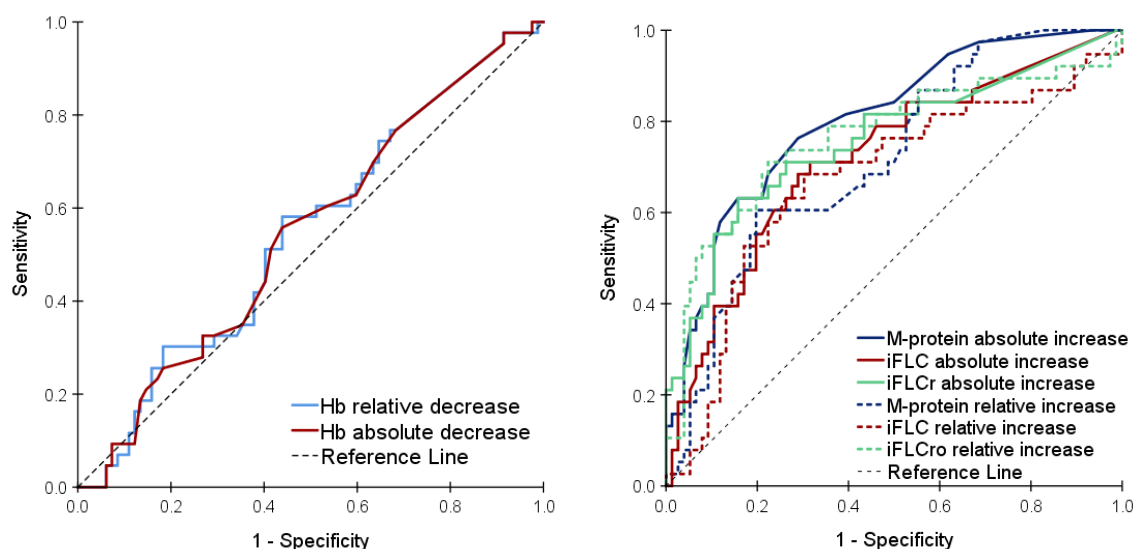 1.0
0.8
0.6
0.4
0.2
0.0
Sensitivity
0.0 0.2 0.4 0.6 0.8 1.0
1 - Specificity
Hb relative decrease
Hb absolute decrease
Reference Line
1.0
0.8
0.6
0.4
0.2
0.0
Sensitivity
0.0 0.2 0.4 0.6 0.8 1.0
1 - Specificity
M-protein absolute increase
iFLC absolute increase
iFLCr absolute increase
M-protein relative increase
iFLC relative increase
iFLCro relative increase
Reference Line